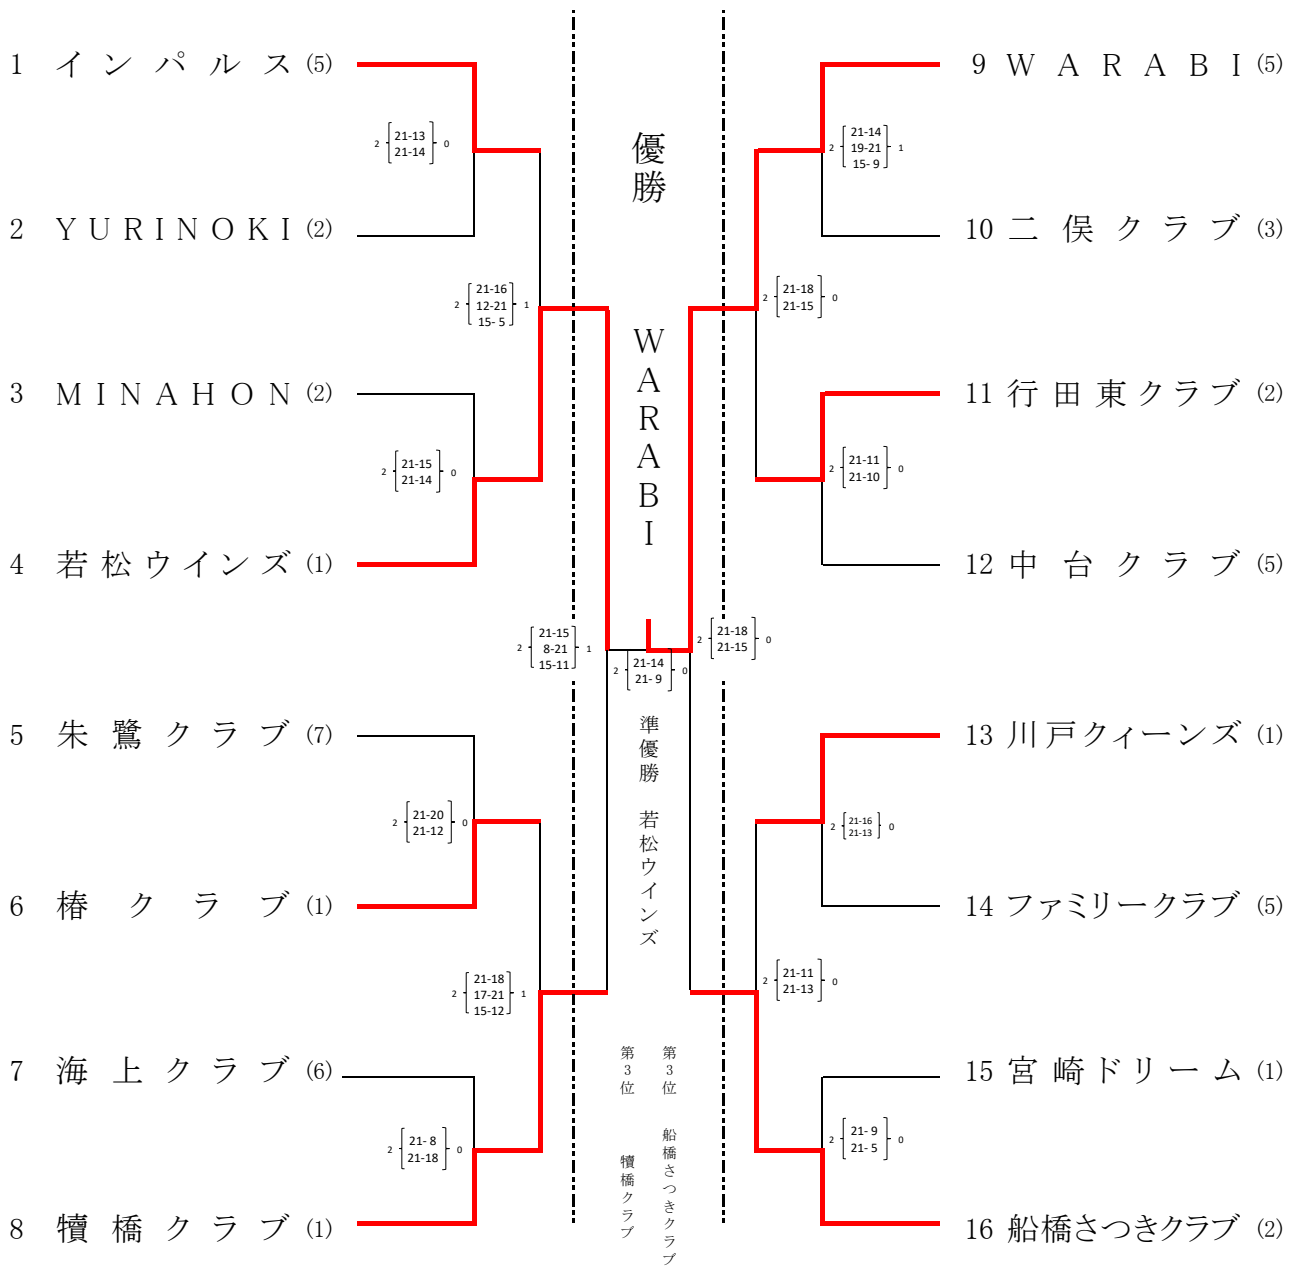 1 インパルス (5)
2 [21-13 21-14] 0
2 YURINOKI (2)
2 [21-16 12-21 15- 5] 1
3 MINAHON (2)
2 [21-15 21-14] 0
4 若松ウインズ (1)
2 [21-15 8-21 15-11] 1
5 朱鷺クラブ (7)
2 [21-20 21-12] 0
6 椿クラブ (1)
2 [21-18 17-21 15-12] 1
7 海上クラブ (6)
2 [21- 8 21-18] 0
8 犢橋クラブ (1)
優勝 WARABI
2 [21-14 21- 9] 0
準優勝 若松ウインズ
第3位 船橋さつきクラブ
第3位 犢橋クラブ
9 WARABI (5)
2 [21-14 19-21 15- 9] 1
10 二俣クラブ (3)
2 [21-18 21-15] 0
11 行田東クラブ (2)
2 [21-11 21-10] 0
12 中台クラブ (5)
2 [21-18 21-15] 0
13 川戸クィーンズ (1)
2 [21-16 21-13] 0
14 ファミリークラブ (5)
2 [21-11 21-13] 0
15 宮崎ドリーム (1)
2 [21- 9 21- 5] 0
16 船橋さつきクラブ (2)